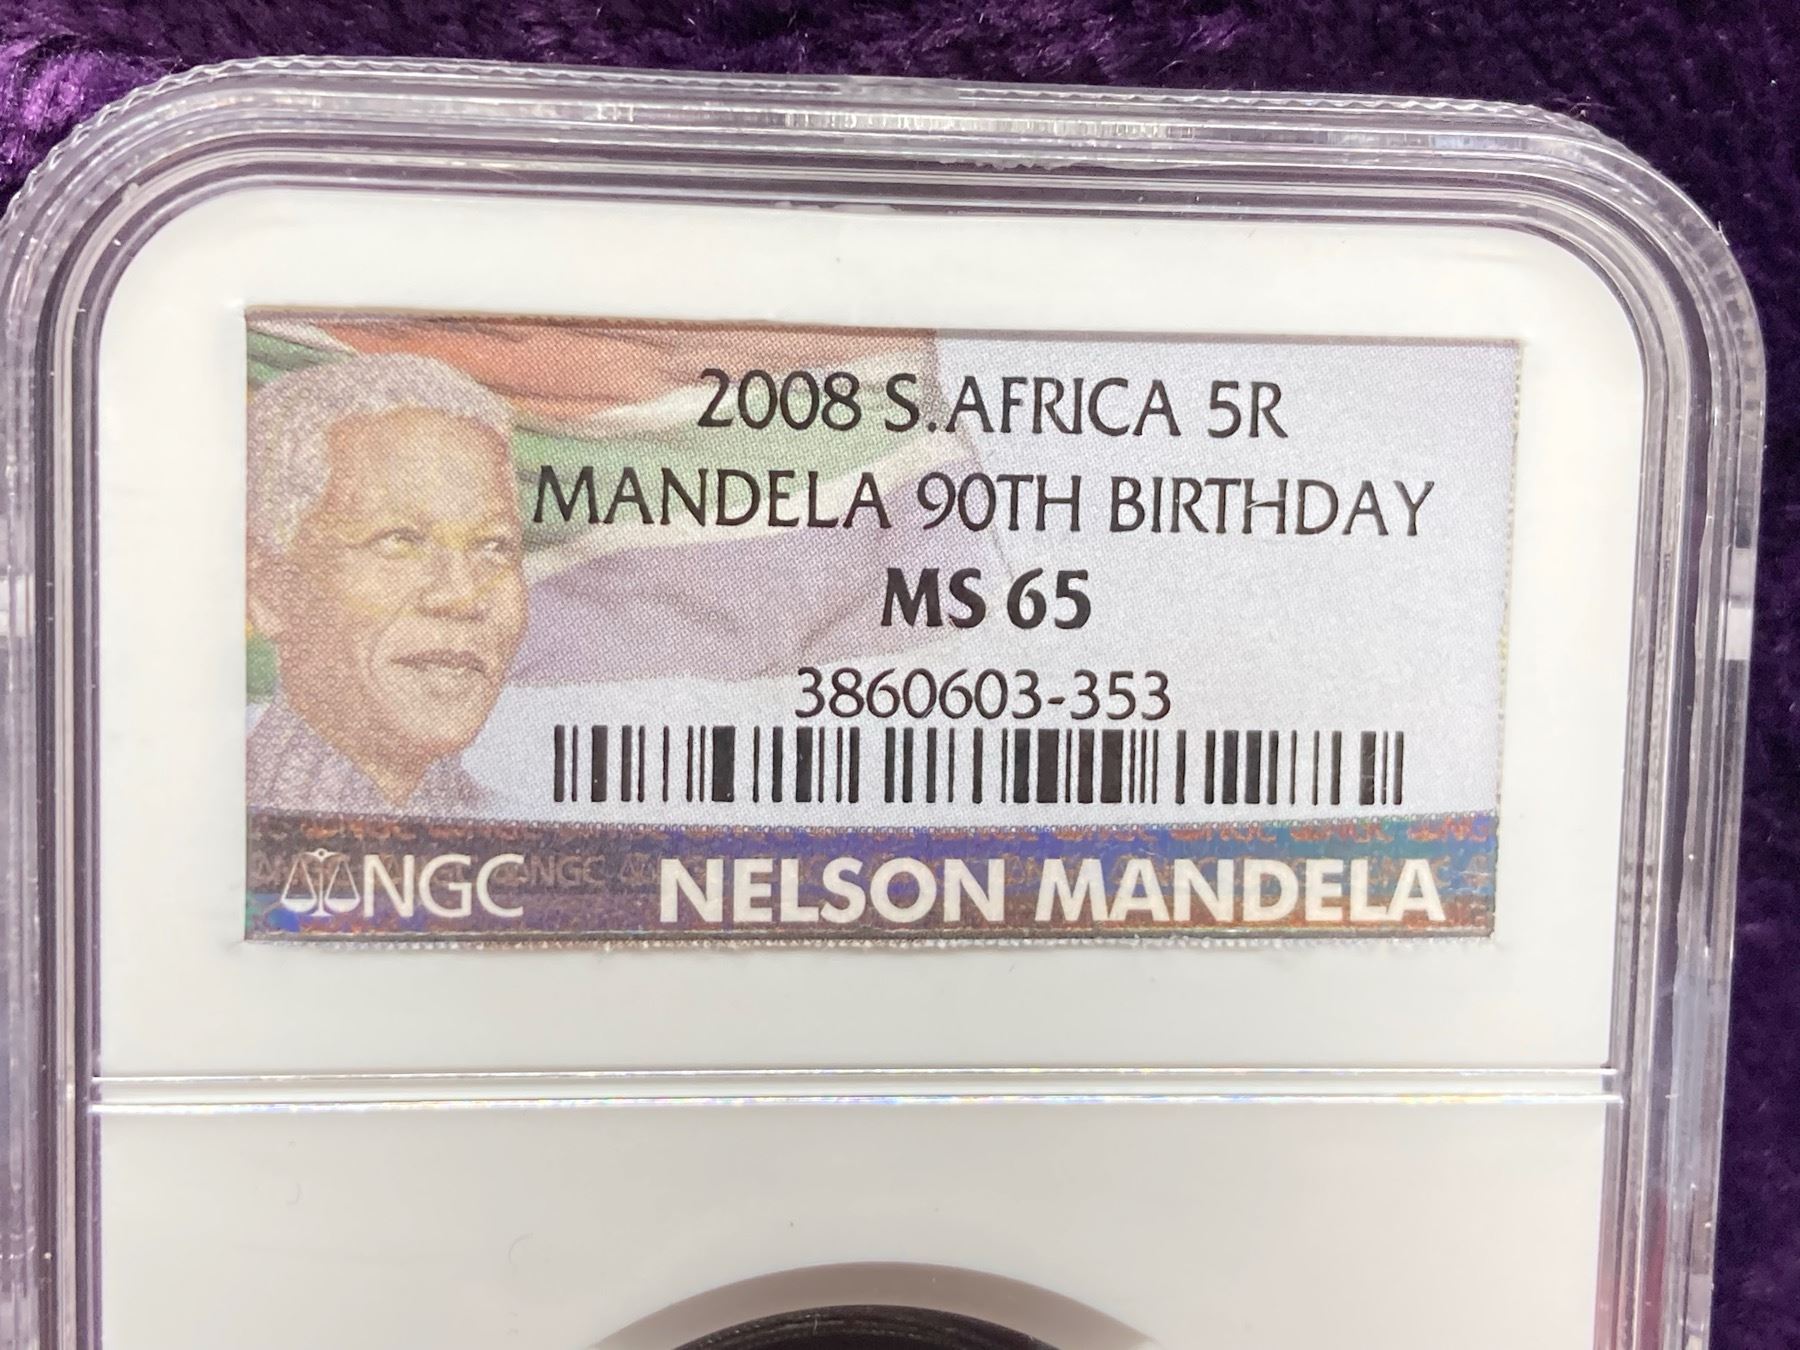 2008 S.AFRICA 5R
MANDELA 90TH BIRTHDAY
MS 65
3860603-353
NGC NELSON MANDELA